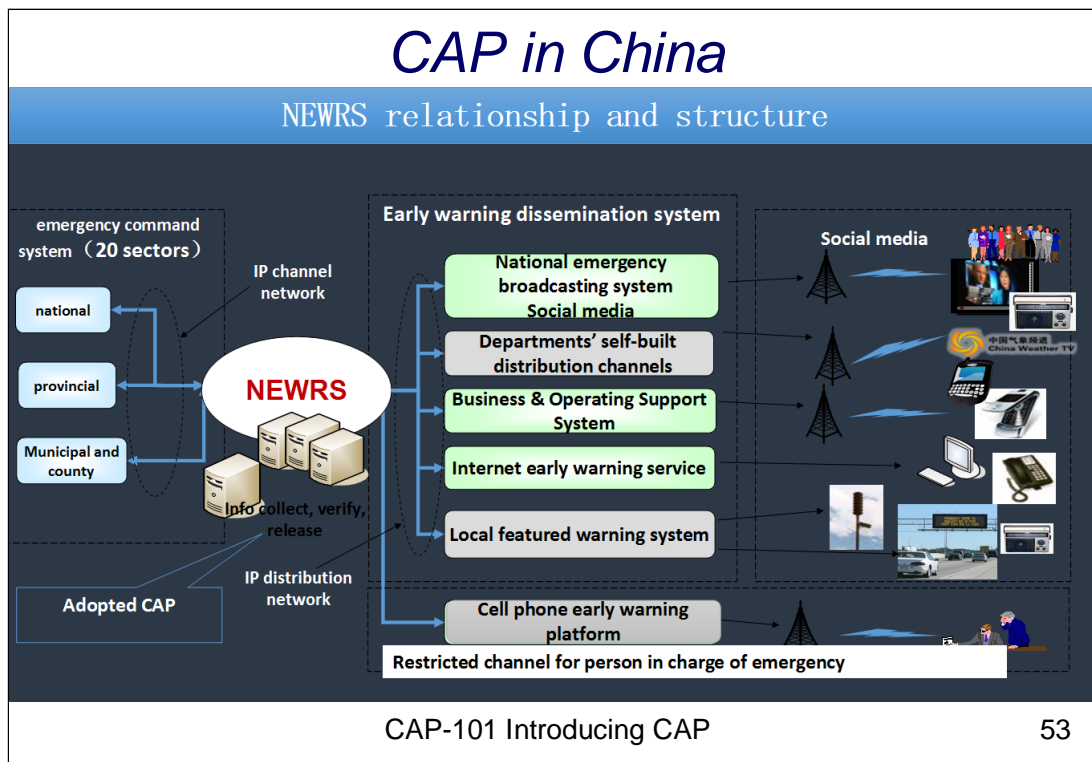 CAP in China
NEWRS relationship and structure
emergency command
system（20 sectors）
national
provincial
Municipal and
county
IP channel
network
NEWRS
Info collect, verify,
release
Adopted CAP
IP distribution
network
Early warning dissemination system
National emergency
broadcasting system
Social media
Departments’ self-built
distribution channels
Business & Operating Support
System
Internet early warning service
Local featured warning system
Cell phone early warning
platform
Restricted channel for person in charge of emergency
Social media
中国气象频道
China Weather TV
CAP-101 Introducing CAP
53